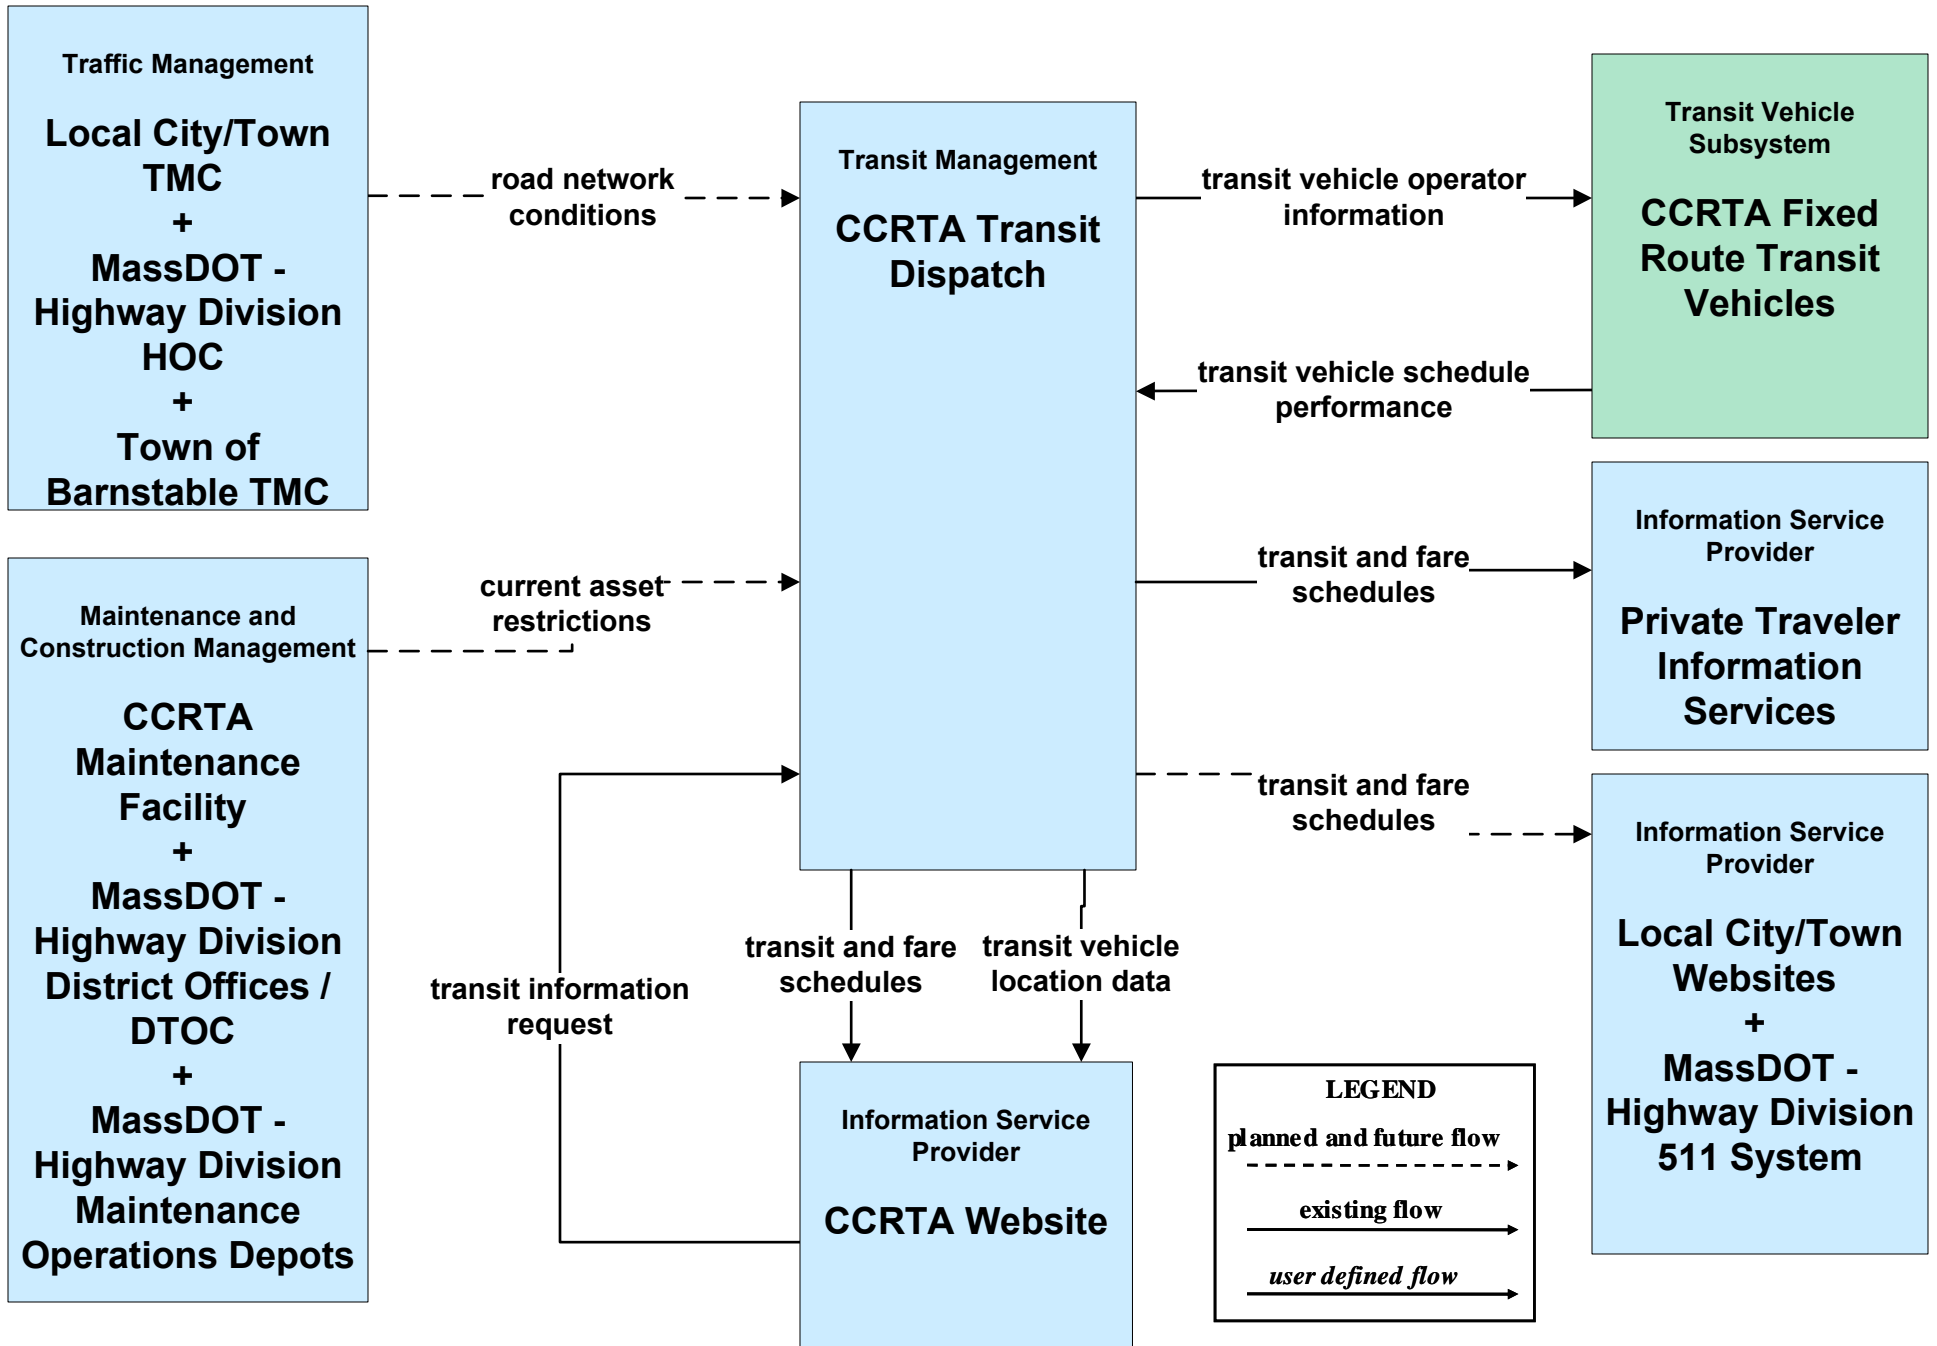 Traffic Management
Local City/Town
TMC
+
MassDOT -
Highway Division
HOC
+
Town of
Barnstable TMC
Maintenance and
Construction Management
CCRTA
Maintenance
Facility
+
MassDOT -
Highway Division
District Offices /
DTOC
+
MassDOT -
Highway Division
Maintenance
Operations Depots
road network
conditions
current asset
restrictions
transit information
request
Transit Management
CCRTA Transit
Dispatch
transit and fare
schedules
transit vehicle
location data
Information Service
Provider
CCRTA Website
transit vehicle operator
information
transit vehicle schedule
performance
transit and fare
schedules
transit and fare
schedules
Transit Vehicle
Subsystem
CCRTA Fixed
Route Transit
Vehicles
Information Service
Provider
Private Traveler
Information
Services
Information Service
Provider
Local City/Town
Websites
+
MassDOT -
Highway Division
511 System
LEGEND
planned and future flow
existing flow
user defined flow